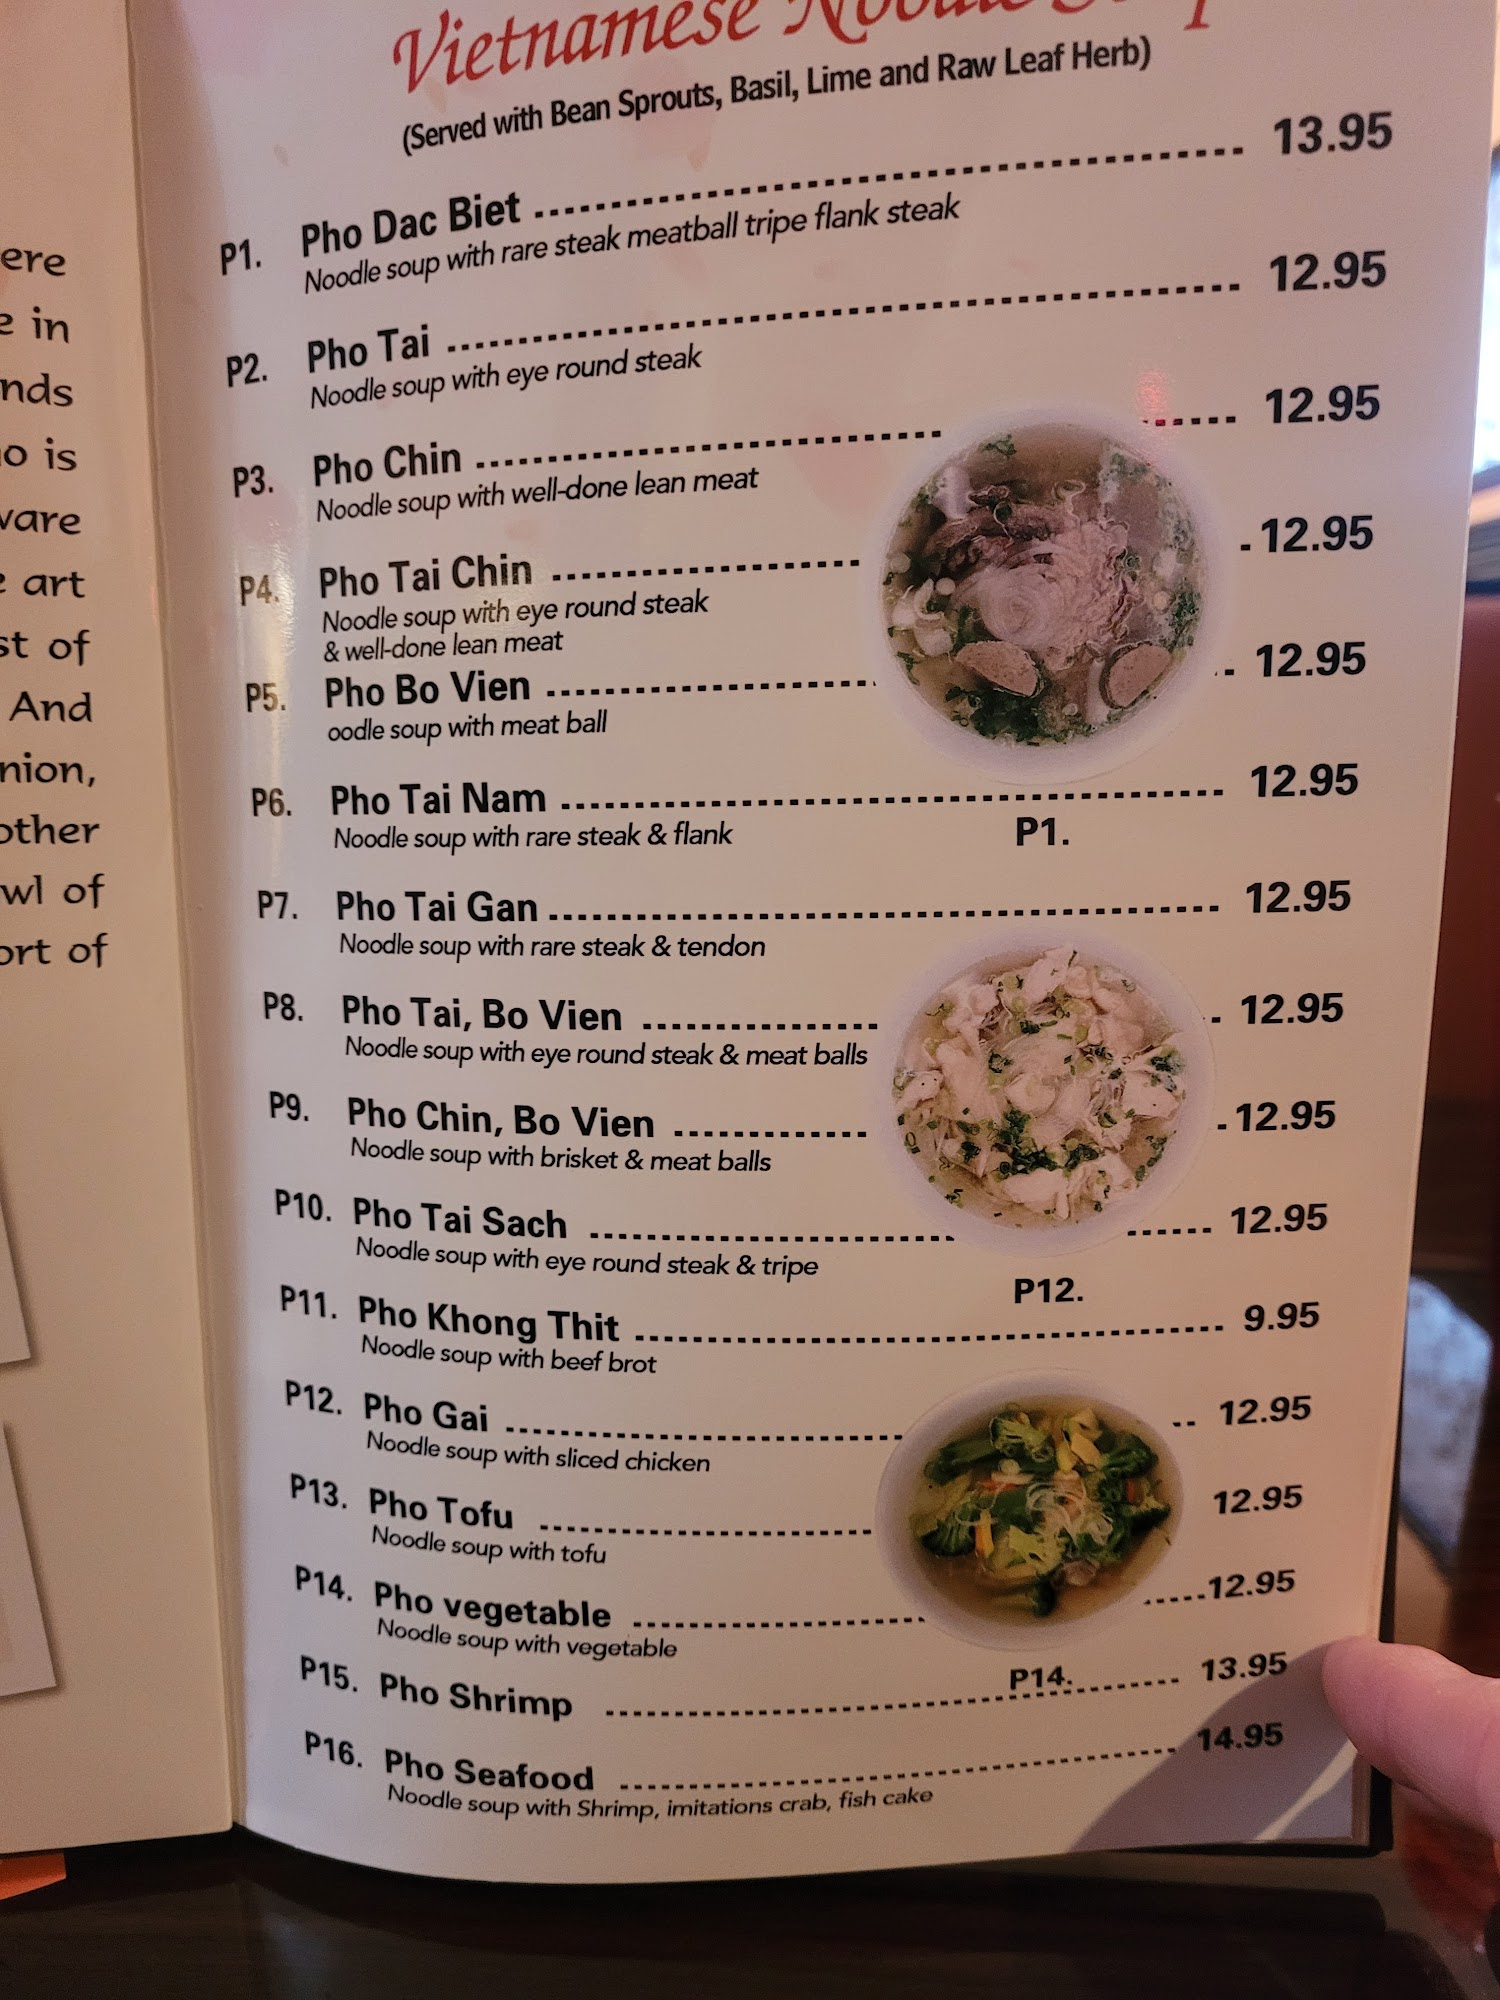 ere
e in
nds
o is
ware
e art
st of
And
nion,
other
wl of
ort of
Vietnamese Noodle Soup
(Served with Bean Sprouts, Basil, Lime and Raw Leaf Herb)
P1. Pho Dac Biet 13.95
Noodle soup with rare steak meatball tripe flank steak
P2. Pho Tai 12.95
Noodle soup with eye round steak
P3. Pho Chin 12.95
Noodle soup with well-done lean meat
P4. Pho Tai Chin 12.95
Noodle soup with eye round steak
& well-done lean meat
P5. Pho Bo Vien 12.95
oodle soup with meat ball
P6. Pho Tai Nam 12.95
Noodle soup with rare steak & flank
P1.
P7. Pho Tai Gan 12.95
Noodle soup with rare steak & tendon
P8. Pho Tai, Bo Vien 12.95
Noodle soup with eye round steak & meat balls
P9. Pho Chin, Bo Vien 12.95
Noodle soup with brisket & meat balls
P10. Pho Tai Sach 12.95
Noodle soup with eye round steak & tripe
P12.
P11. Pho Khong Thit 9.95
Noodle soup with beef brot
P12. Pho Gai 12.95
Noodle soup with sliced chicken
P13. Pho Tofu 12.95
Noodle soup with tofu
P14. Pho vegetable 12.95
Noodle soup with vegetable
P14.
P15. Pho Shrimp 13.95
P16. Pho Seafood 14.95
Noodle soup with Shrimp, imitations crab, fish cake